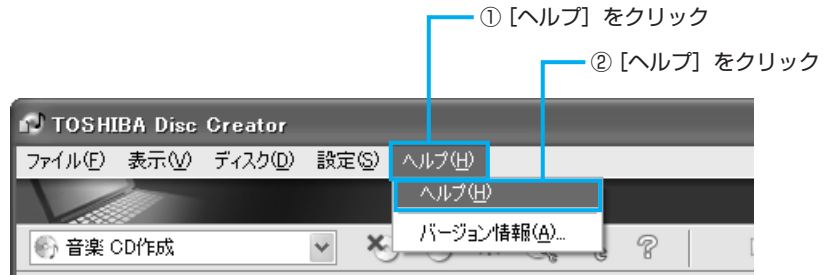 ① [ヘルプ] をクリック
② [ヘルプ] をクリック
TOSHIBA Disc Creator
ファイル(F) 表示(V) ディスク(D) 設定(S) ヘルプ(H)
ヘルプ(H)
バージョン情報(A)...
音楽 CD作成